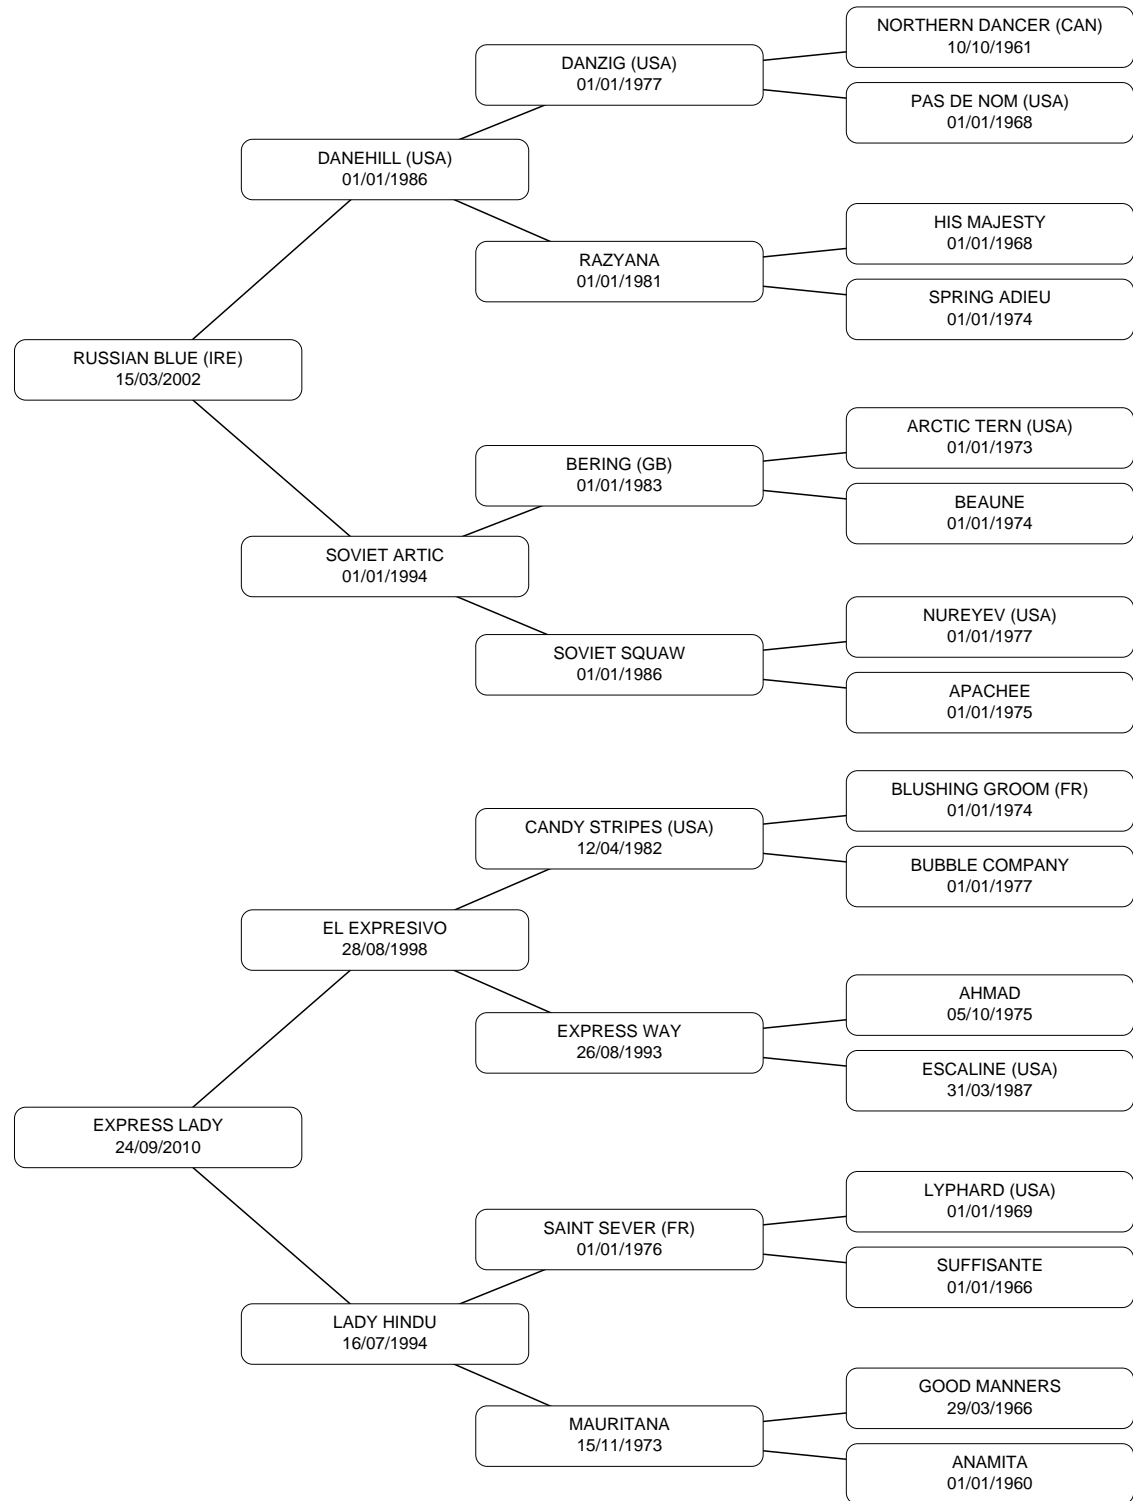 NORTHERN DANCER (CAN)
10/10/1961
DANZIG (USA)
01/01/1977
PAS DE NOM (USA)
01/01/1968
DANEHILL (USA)
01/01/1986
HIS MAJESTY
01/01/1968
RAZYANA
01/01/1981
SPRING ADIEU
01/01/1974
RUSSIAN BLUE (IRE)
15/03/2002
ARCTIC TERN (USA)
01/01/1973
BERING (GB)
01/01/1983
BEAUNE
01/01/1974
SOVIET ARTIC
01/01/1994
NUREYEV (USA)
01/01/1977
SOVIET SQUAW
01/01/1986
APACHEE
01/01/1975
BLUSHING GROOM (FR)
01/01/1974
CANDY STRIPES (USA)
12/04/1982
BUBBLE COMPANY
01/01/1977
EL EXPRESIVO
28/08/1998
AHMAD
05/10/1975
EXPRESS WAY
26/08/1993
ESCALINE (USA)
31/03/1987
EXPRESS LADY
24/09/2010
LYPHARD (USA)
01/01/1969
SAINT SEVER (FR)
01/01/1976
SUFFISANTE
01/01/1966
LADY HINDU
16/07/1994
GOOD MANNERS
29/03/1966
MAURITANA
15/11/1973
ANAMITA
01/01/1960